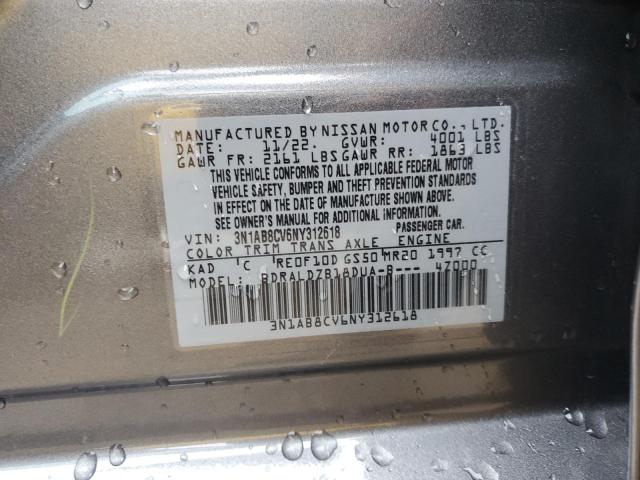 MANUFACTURED BY NISSAN MOTOR CO., LTD.
DATE: 11/22. GVWR: 4001 LBS
GAWR FR: 2161 LBS GAWR RR: 1863 LBS
THIS VEHICLE CONFORMS TO ALL APPLICABLE FEDERAL MOTOR
VEHICLE SAFETY, BUMPER AND THEFT PREVENTION STANDARDS
IN EFFECT ON THE DATE OF MANUFACTURE SHOWN ABOVE.
SEE OWNER'S MANUAL FOR ADDITIONAL INFORMATION.
VIN: 3N1AB8CV6NY312618 PASSENGER CAR.
COLOR TRIM TRANS AXLE ENGINE
KAD C RE0F10D GS50 MR20 1997 CC
MODEL: BDRALDZB18DUA-B--- 47000
3N1AB8CV6NY312618